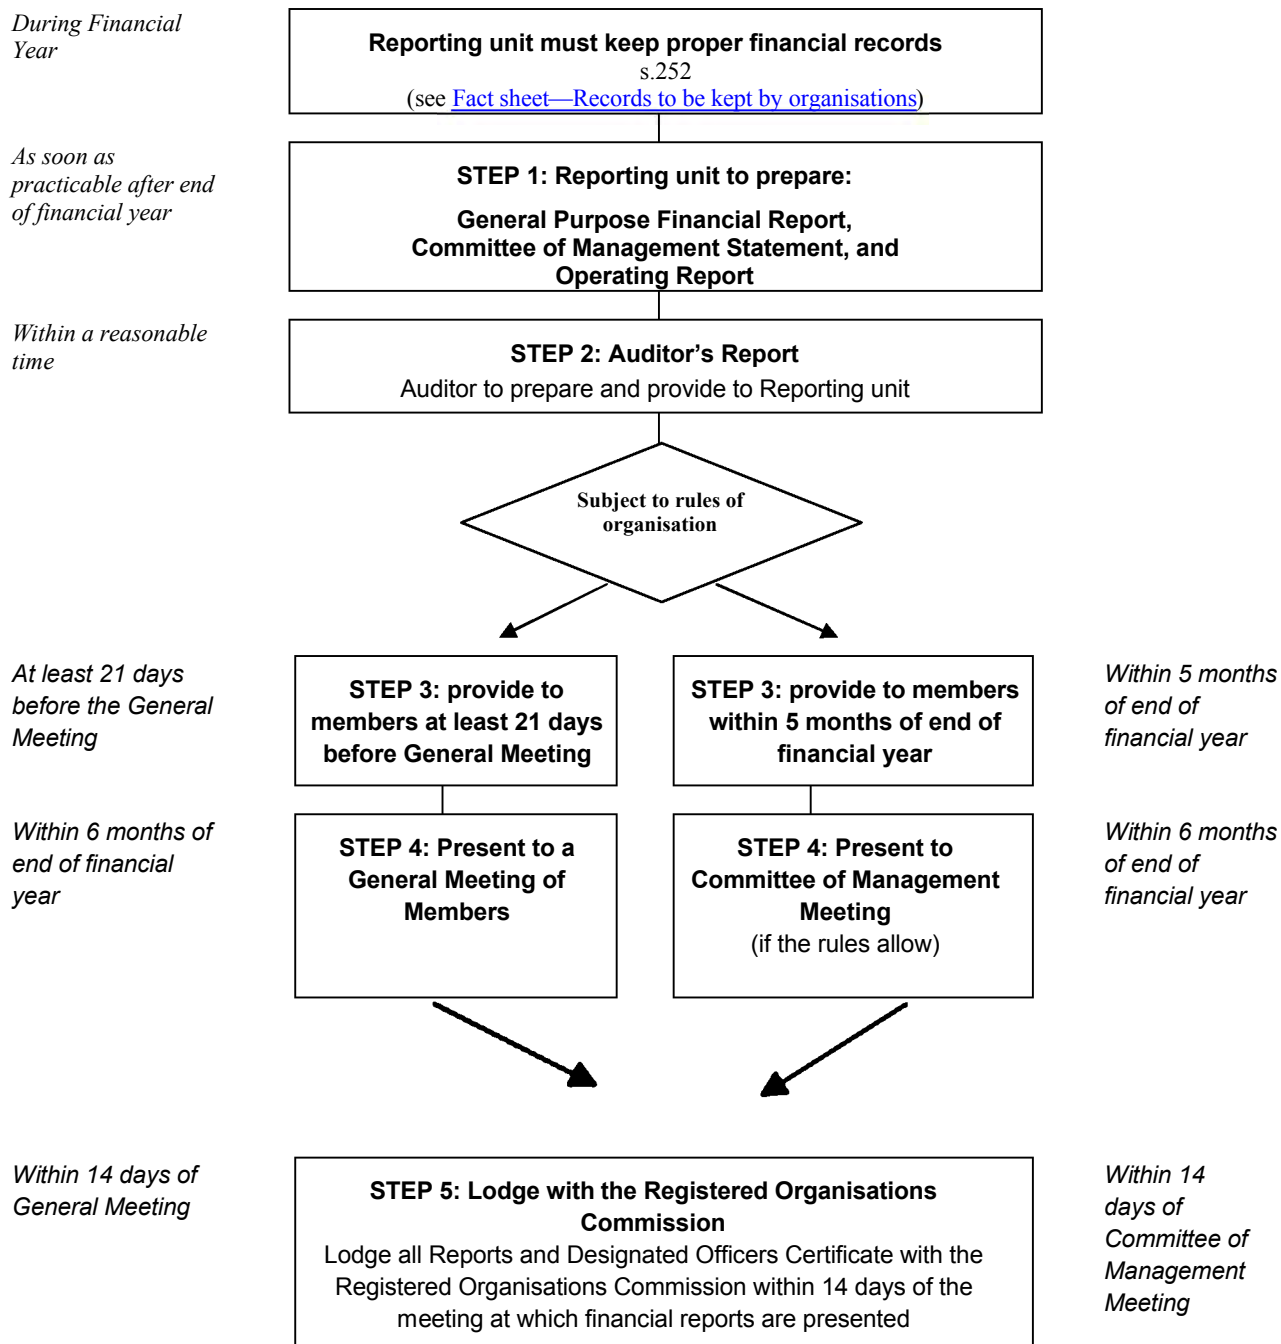 During Financial
Year
Reporting unit must keep proper financial records
s.252
(see Fact sheet—Records to be kept by organisations)
As soon as
practicable after end
of financial year
STEP 1: Reporting unit to prepare:
General Purpose Financial Report,
Committee of Management Statement, and
Operating Report
Within a reasonable
time
STEP 2: Auditor's Report
Auditor to prepare and provide to Reporting unit
Subject to rules of
organisation
At least 21 days
before the General
Meeting
STEP 3: provide to
members at least 21 days
before General Meeting
STEP 3: provide to members
within 5 months of end of
financial year
Within 5 months
of end of
financial year
Within 6 months of
end of financial
year
STEP 4: Present to a
General Meeting of
Members
STEP 4: Present to
Committee of Management
Meeting
(if the rules allow)
Within 6 months
of end of
financial year
Within 14 days of
General Meeting
STEP 5: Lodge with the Registered Organisations
Commission
Lodge all Reports and Designated Officers Certificate with the
Registered Organisations Commission within 14 days of the
meeting at which financial reports are presented
Within 14
days of
Committee of
Management
Meeting